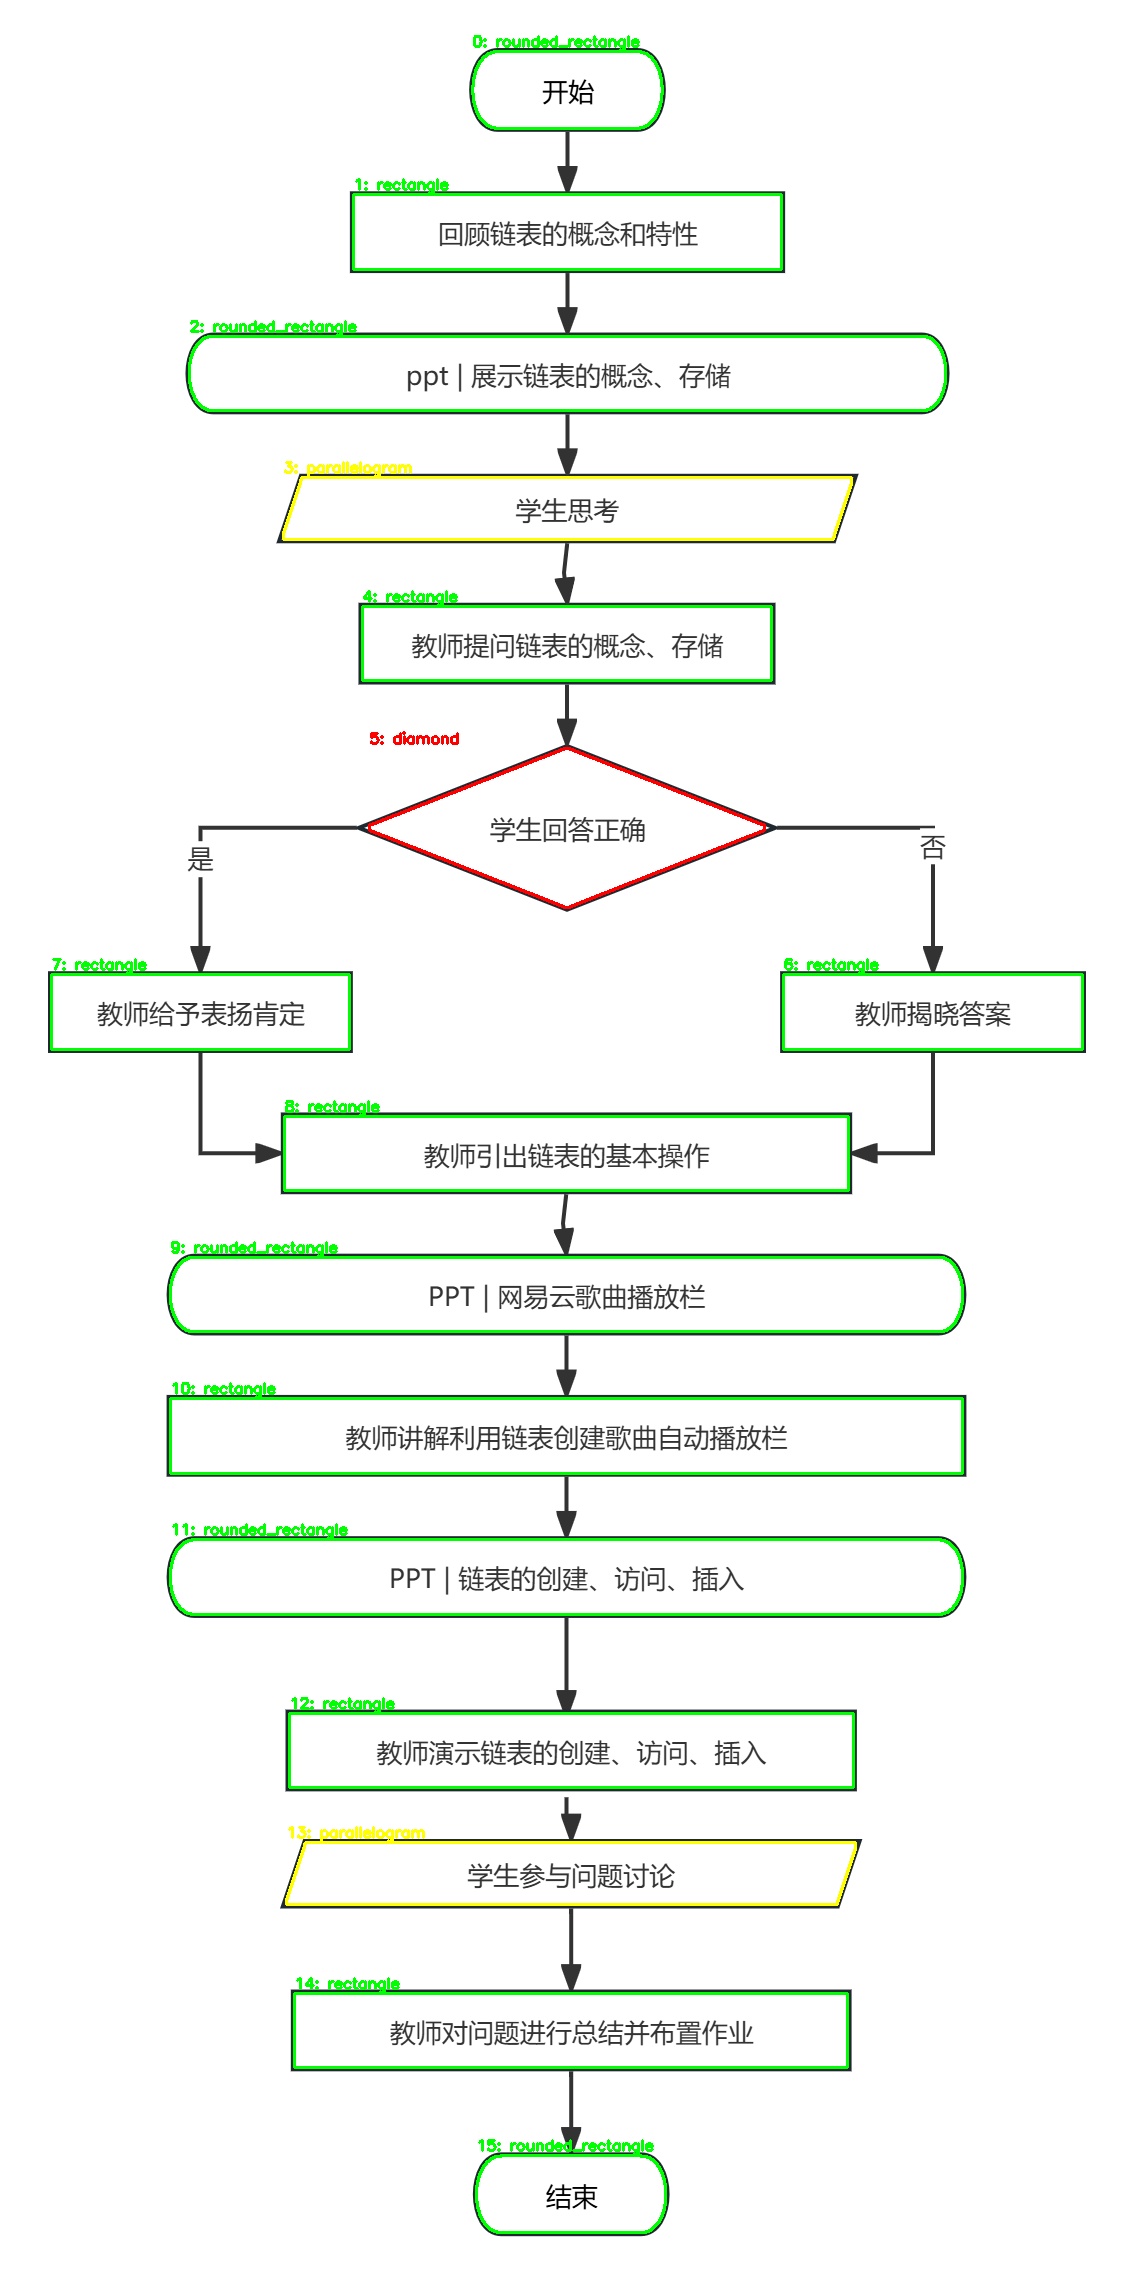 0: rounded_rectangle
开始
1: rectangle
回顾链表的概念和特性
2: rounded_rectangle
ppt | 展示链表的概念、存储
3: parallelogram
学生思考
4: rectangle
教师提问链表的概念、存储
5: diamond
学生回答正确
是
否
7: rectangle
教师给予表扬肯定
6: rectangle
教师揭晓答案
8: rectangle
教师引出链表的基本操作
9: rounded_rectangle
PPT | 网易云歌曲播放栏
10: rectangle
教师讲解利用链表创建歌曲自动播放栏
11: rounded_rectangle
PPT | 链表的创建、访问、插入
12: rectangle
教师演示链表的创建、访问、插入
13: parallelogram
学生参与问题讨论
14: rectangle
教师对问题进行总结并布置作业
15: rounded_rectangle
结束